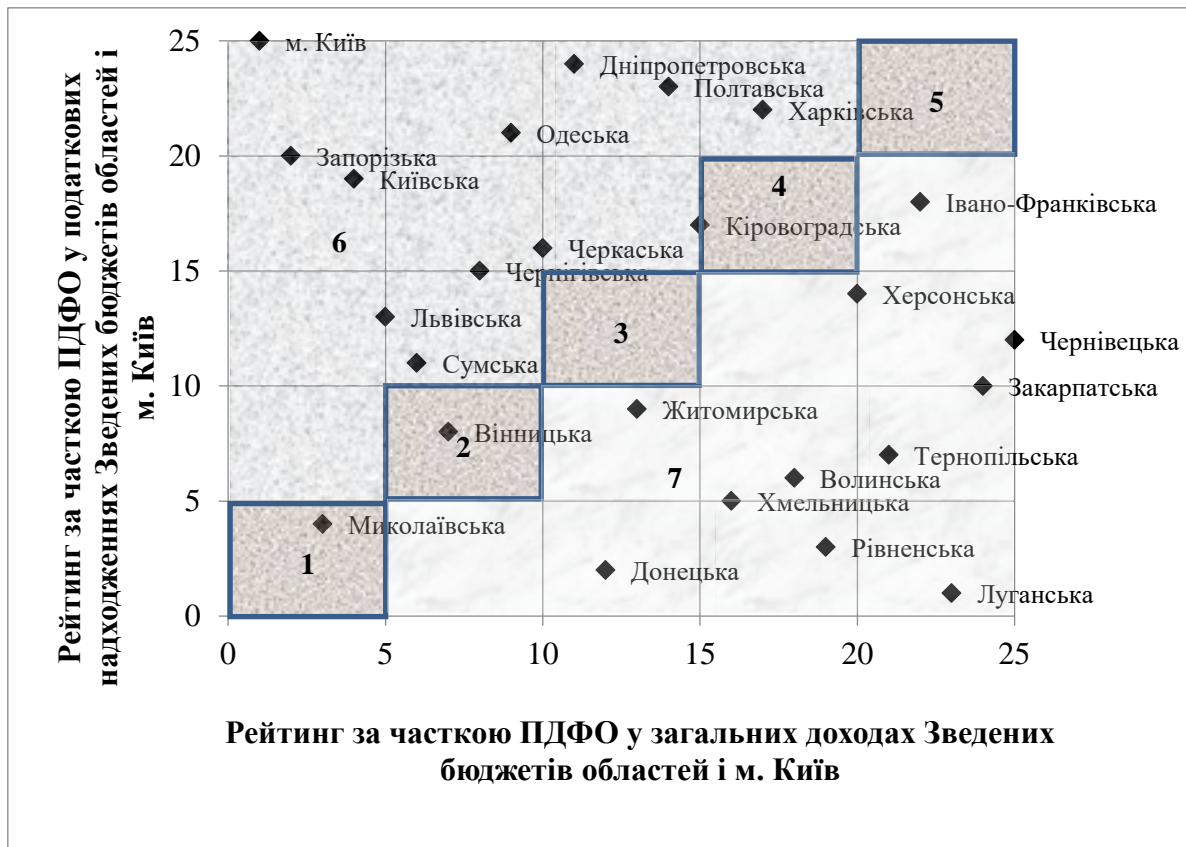 Рейтинг за часткою ПДФО у податкових
надходженнях Зведених бюджетів областей і
м. Київ
25
20
15
10
5
0
м. Київ
Дніпропетровська
Полтавська
5
Харківська
Одеська
Запорізька
Київська
4
Івано-Франківська
Кіровоградська
6
Черкаська
Чернігівська
Херсонська
Львівська
3
Чернівецька
Сумська
Закарпатська
Житомирська
Вінницька
2
Тернопільська
7
Волинська
Хмельницька
Миколаївська
Рівненська
1
Донецька
Луганська
0 5 10 15 20 25
Рейтинг за часткою ПДФО у загальних доходах Зведених
бюджетів областей і м. Київ